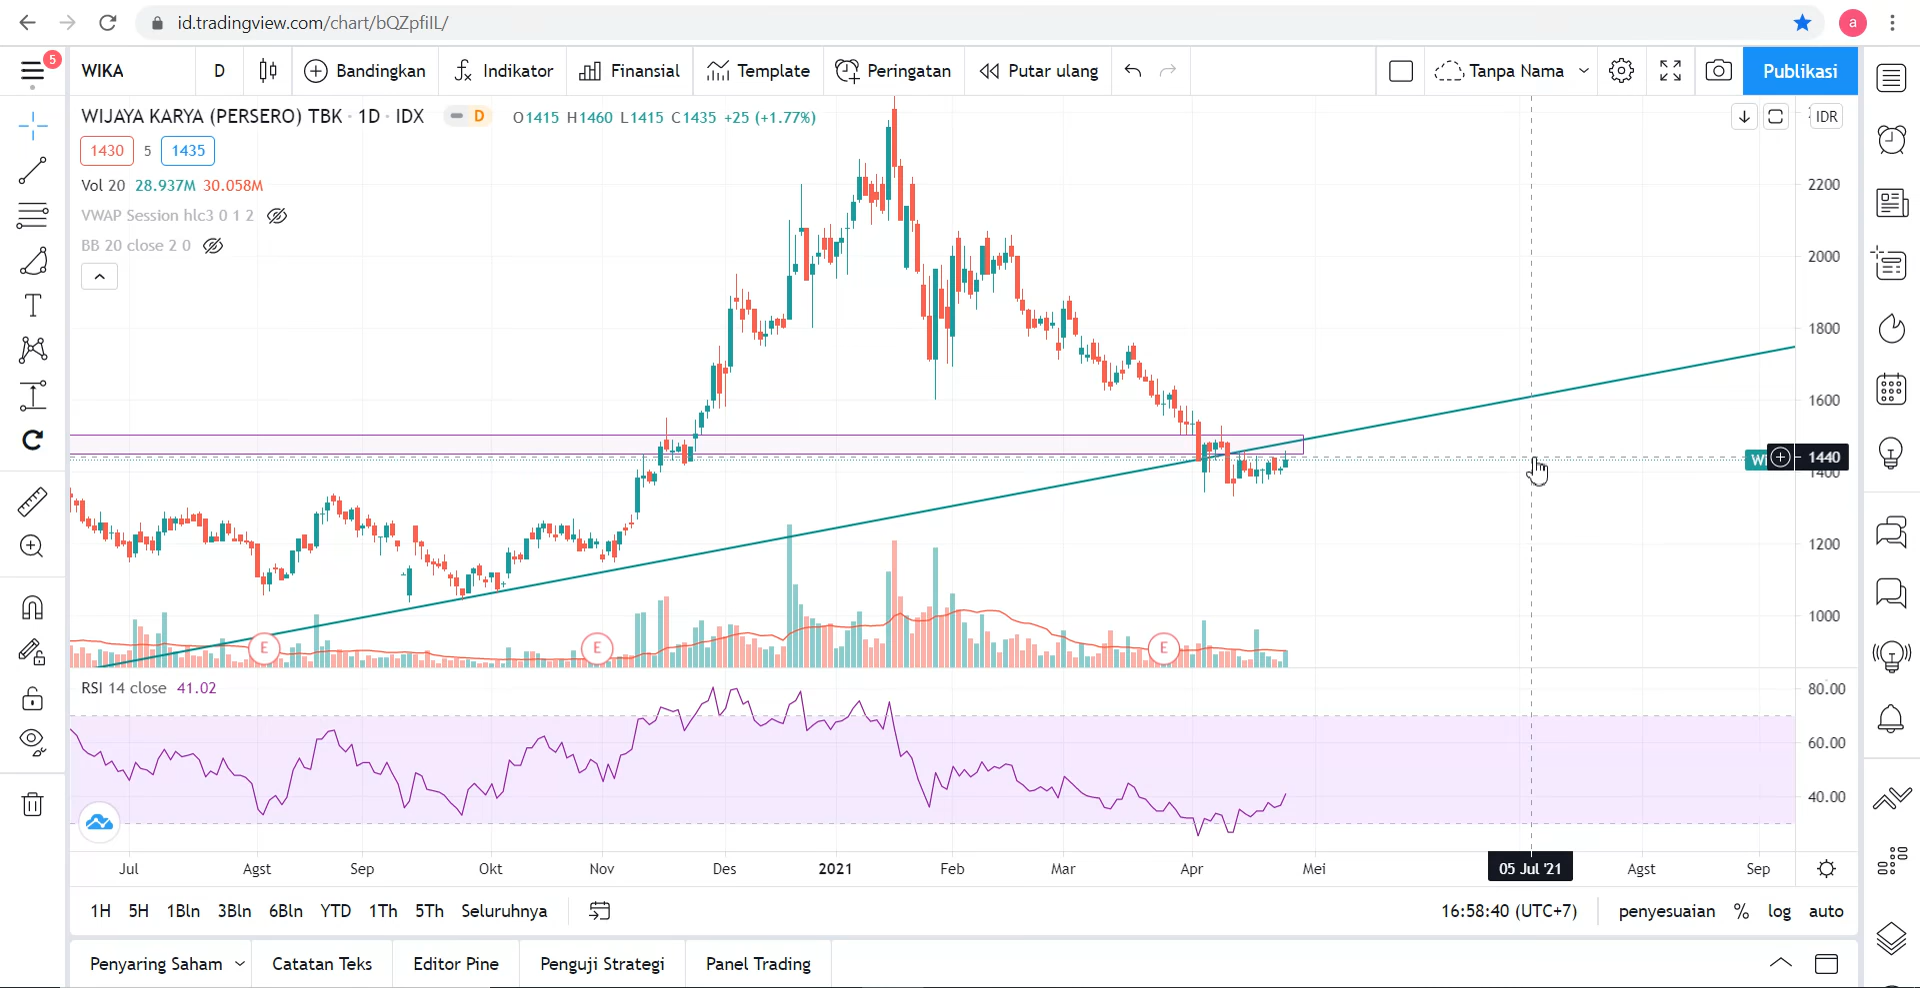 id.tradingview.com/chart/bQZpfiIL/
a
5
WIKA
D
Bandingkan
Indikator
Finansial
Template
Peringatan
Putar ulang
Tanpa Nama
Publikasi
WIJAYA KARYA (PERSERO) TBK · 1D · IDX
D
O1415 H1460 L1415 C1435 +25 (+1.77%)
IDR
1430 5 1435
Vol 20 28.937M 30.058M
VWAP Session hlc3 0 1 2
BB 20 close 2 0
2200
2000
1800
1600
1440
1400
1200
1000
E E E
RSI 14 close 41.02
80.00
60.00
40.00
Jul Agst Sep Okt Nov Des 2021 Feb Mar Apr Mei 05 Jul '21 Agst Sep
1H 5H 1Bln 3Bln 6Bln YTD 1Th 5Th Seluruhnya
16:58:40 (UTC+7) penyesuaian % log auto
Penyaring Saham Catatan Teks Editor Pine Penguji Strategi Panel Trading